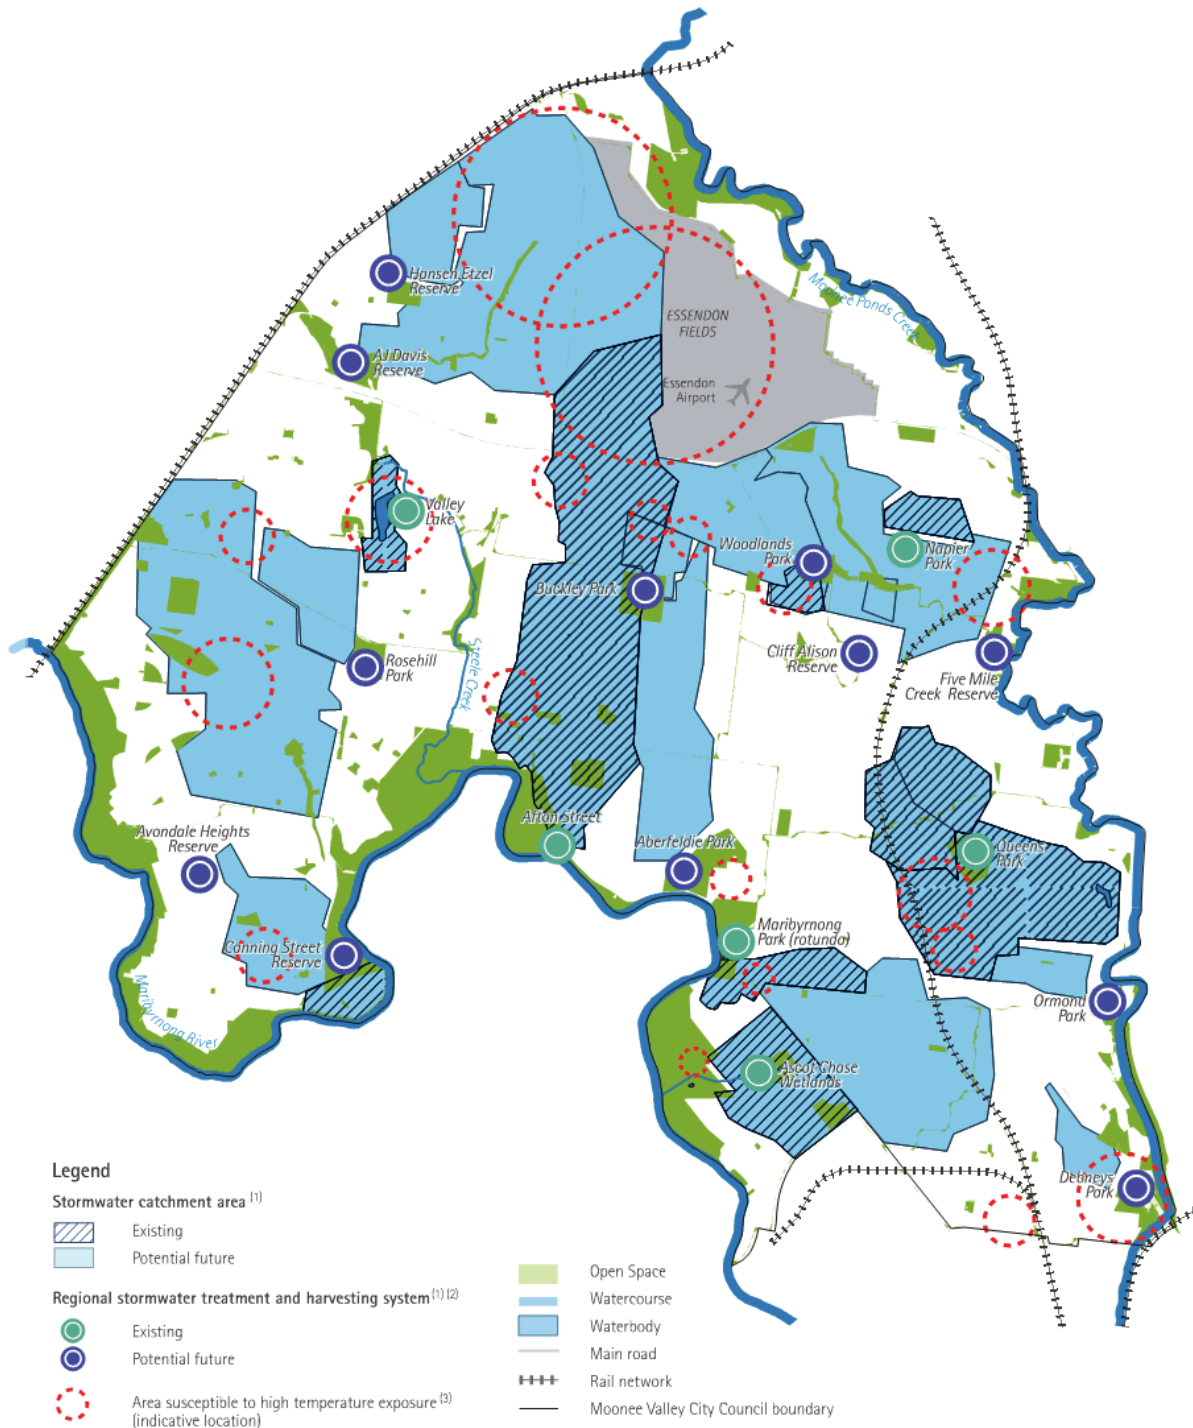 Moonee Ponds Creek
Hansen Etzel
Reserve
ESSENDON
FIELDS
AJ Davis
Reserve
Essendon
Airport
Valley
Lake
Woodlands
Park
Napier
Park
Buckley Park
Steele Creek
Rosehill
Park
Cliff Alison
Reserve
Five Mile
Creek Reserve
Afton Street
Avondale Heights
Reserve
Aberfeldie Park
Queens
Park
Maribyrnong
Park (rotunda)
Canning Street
Reserve
Maribyrnong River
Ormond
Park
Ascot Chase
Wetlands
Debneys
Park
Legend
Stormwater catchment area (1)
Existing
Potential future
Regional stormwater treatment and harvesting system (1) (2)
Existing
Potential future
Area susceptible to high temperature exposure (3)
(indicative location)
Open Space
Watercourse
Waterbody
Main road
Rail network
Moonee Valley City Council boundary